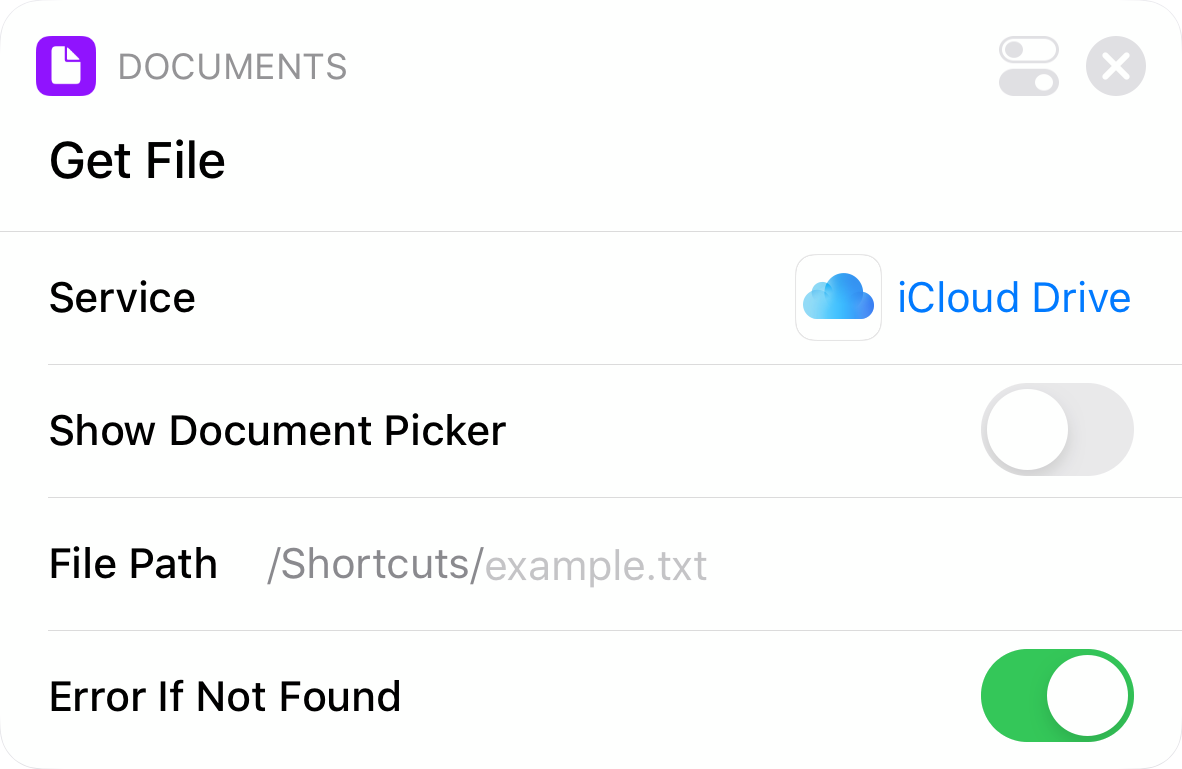 DOCUMENTS
Get File
Service iCloud Drive
Show Document Picker
File Path /Shortcuts/example.txt
Error If Not Found